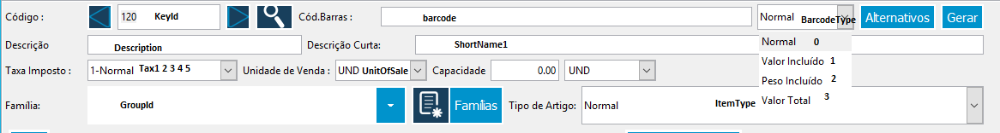 Código : 120 KeyId Cód.Barras : barcode Normal BarcodeType Alternativos Gerar
Descrição Description Descrição Curta: ShortName1 Normal 0
Taxa Imposto : 1-Normal Tax1 2 3 4 5 Unidade de Venda : UND UnitOfSale Capacidade 0.00 UND Valor Incluído 1
Peso Incluído 2
Família: GroupId Famílias Tipo de Artigo: Normal ItemType Valor Total 3